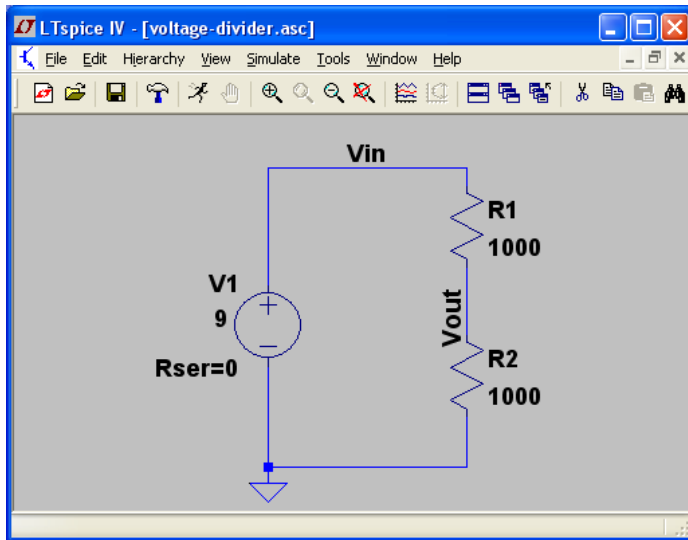 LTspice IV - [voltage-divider.asc]
File Edit Hierarchy View Simulate Tools Window Help
Vin
R1
1000
V1
9
Rser=0
Vout
R2
1000